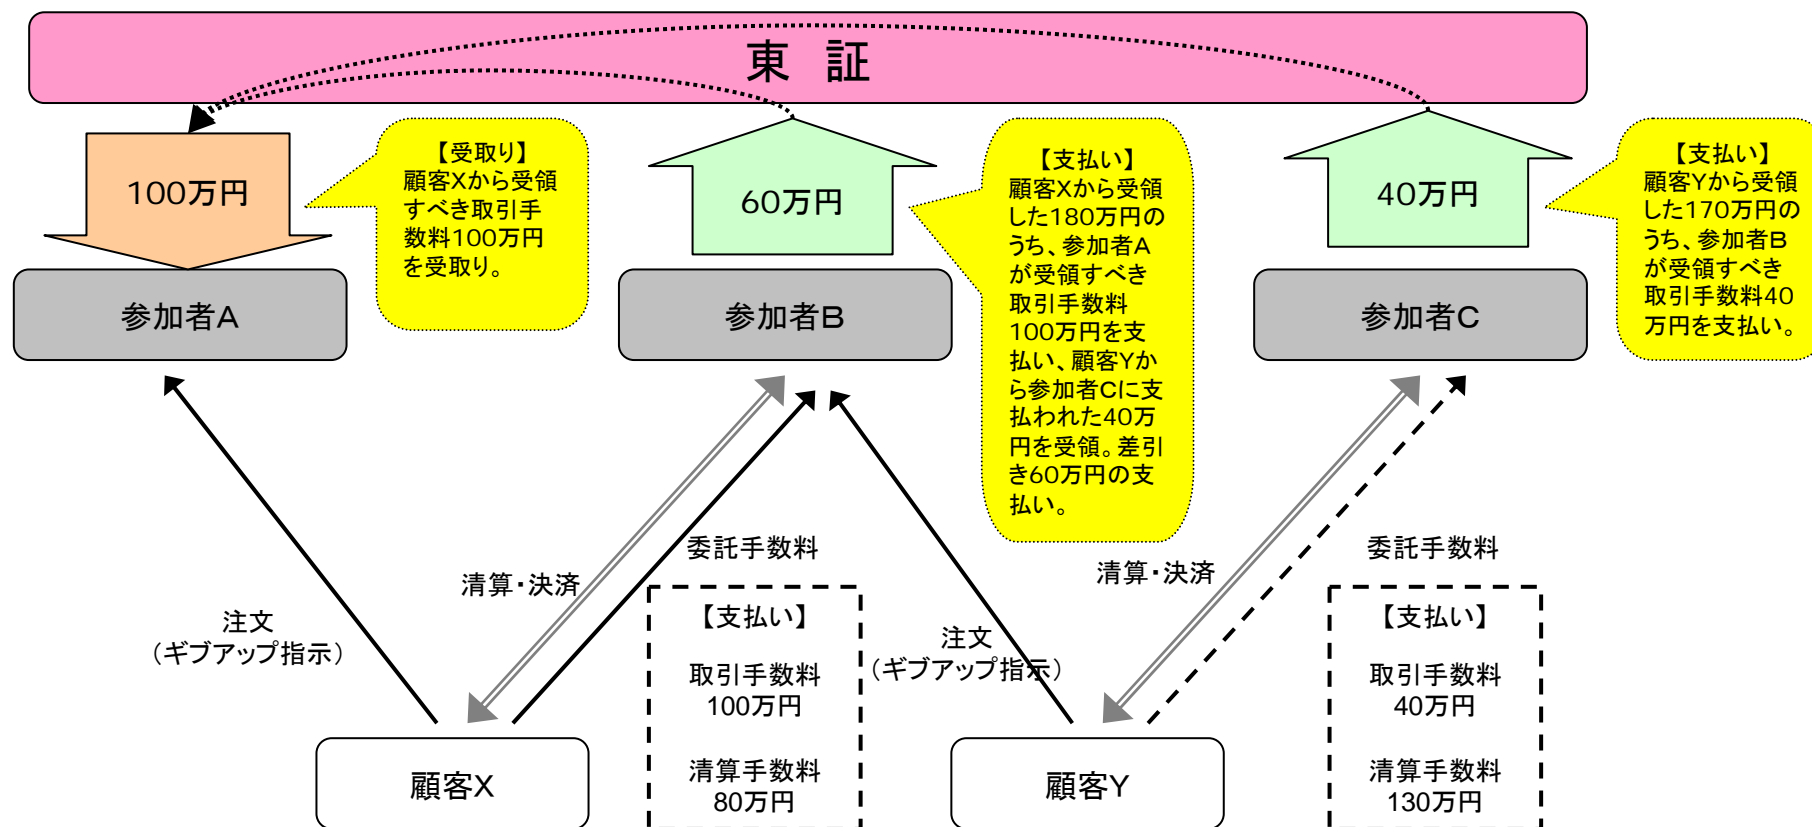 東　証
100万円
【受取り】
顧客Xから受領
すべき取引手
数料100万円
を受取り。
60万円
【支払い】
顧客Xから受領
した180万円の
うち、参加者A
が受領すべき
取引手数料
100万円を支
払い、顧客Yか
ら参加者Cに支
払われた40万
円を受領。差引
き60万円の支
払い。
40万円
【支払い】
顧客Yから受領
した170万円の
うち、参加者B
が受領すべき
取引手数料40
万円を支払い。
参加者A
参加者B
参加者C
注文
（ギブアップ指示）
清算・決済
委託手数料
【支払い】
取引手数料
100万円
清算手数料
80万円
注文
（ギブアップ指示）
清算・決済
委託手数料
【支払い】
取引手数料
40万円
清算手数料
130万円
顧客X
顧客Y